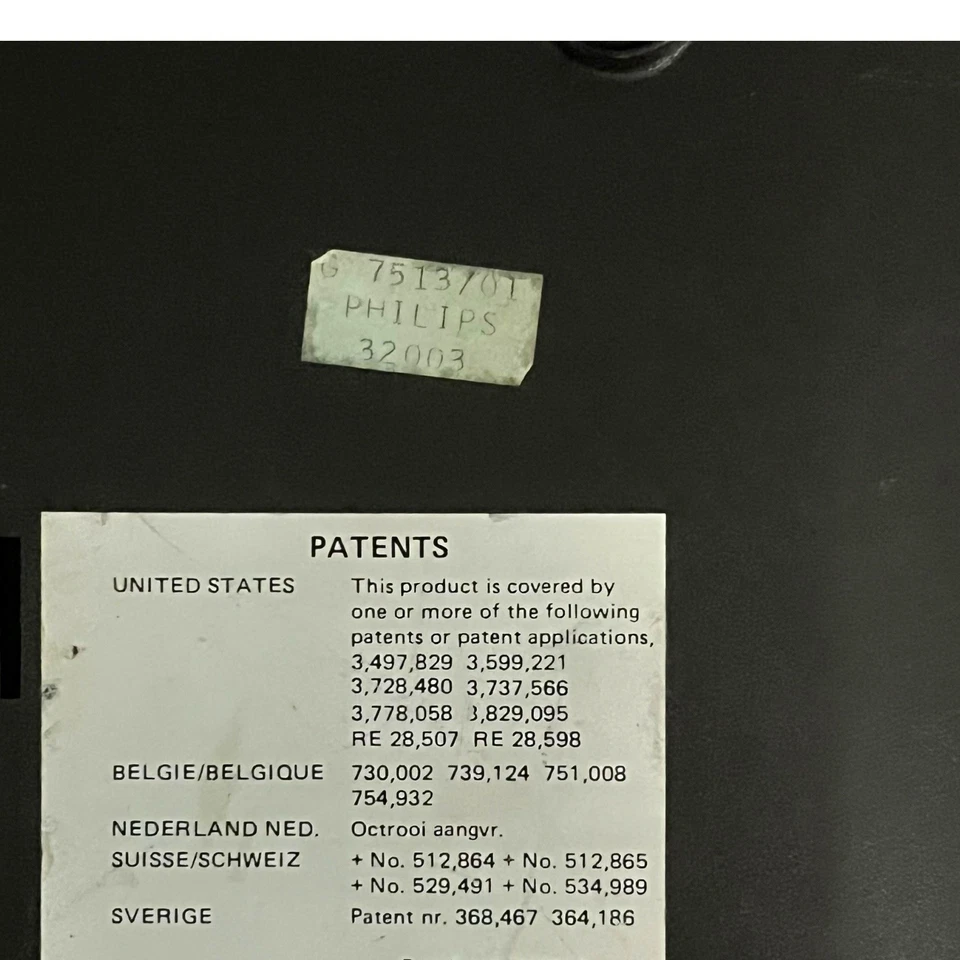 G 7513/01
PHILIPS
32003
PATENTS
UNITED STATES This product is covered by
one or more of the following
patents or patent applications,
3,497,829 3,599,221
3,728,480 3,737,566
3,778,058 3,829,095
RE 28,507 RE 28,598
BELGIE/BELGIQUE 730,002 739,124 751,008
754,932
NEDERLAND NED. Octrooi aangvr.
SUISSE/SCHWEIZ + No. 512,864 + No. 512,865
+ No. 529,491 + No. 534,989
SVERIGE Patent nr. 368,467 364,186